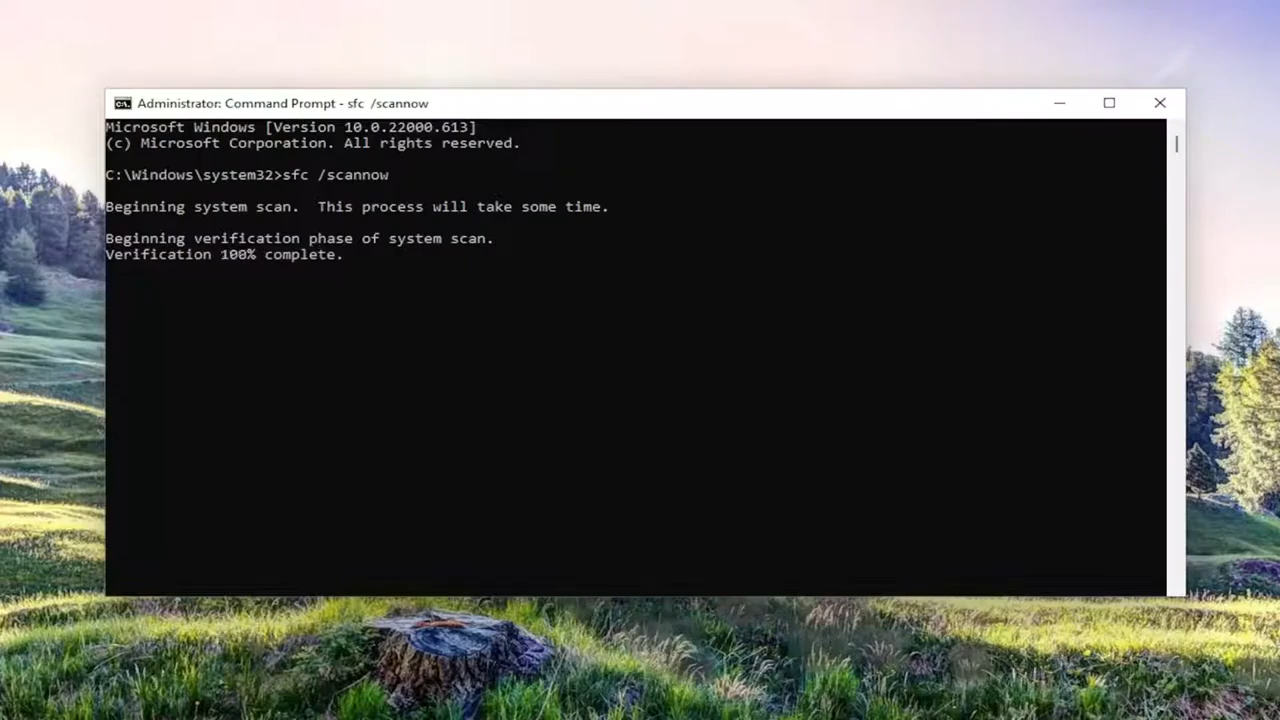 Administrator: Command Prompt - sfc  /scannow
Microsoft Windows [Version 10.0.22000.613]
(c) Microsoft Corporation. All rights reserved.
C:\Windows\system32>sfc /scannow
Beginning system scan.  This process will take some time.
Beginning verification phase of system scan.
Verification 100% complete.